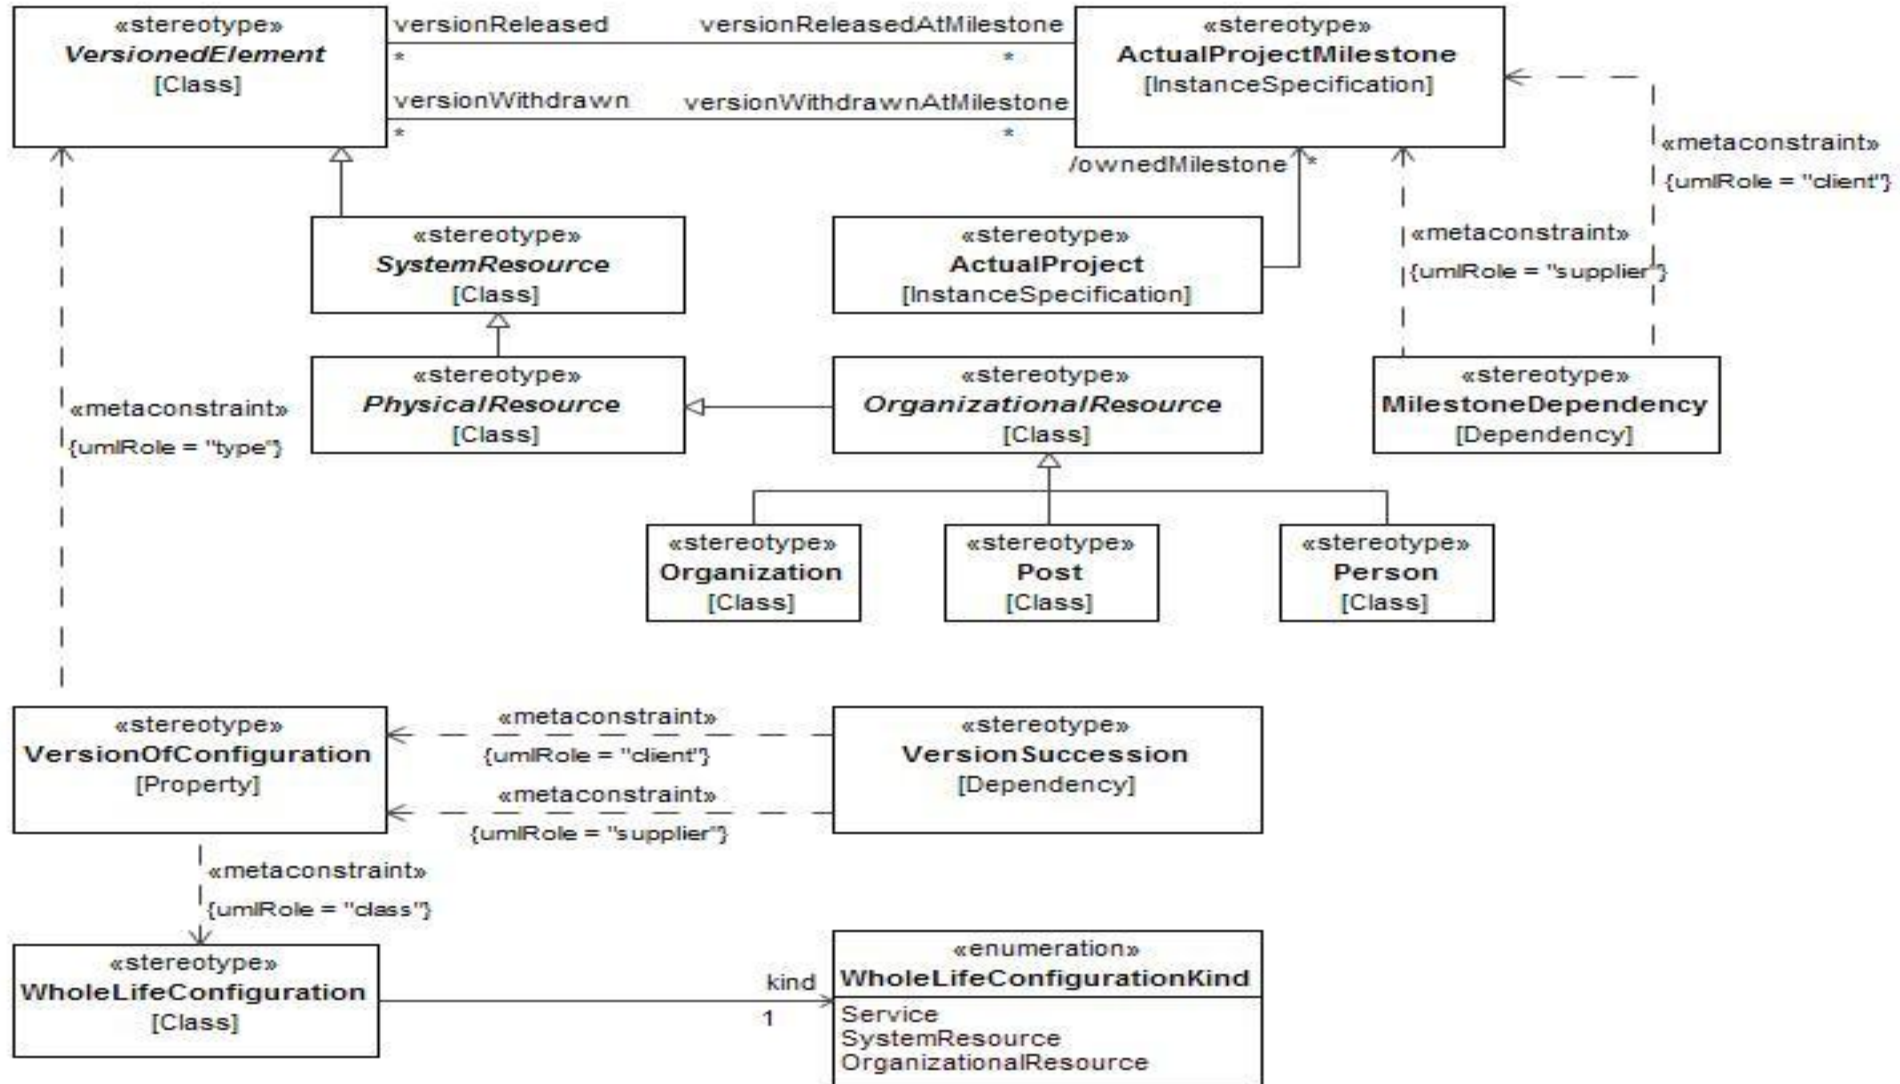 «stereotype»
VersionedElement
[Class]
versionReleased
versionReleasedAtMilestone
*
*
versionWithdrawn
versionWithdrawnAtMilestone
*
*
«stereotype»
ActualProjectMilestone
[InstanceSpecification]
/ownedMilestone
*
«metaconstraint»
{umlRole = "client"}
«metaconstraint»
{umlRole = "supplier"}
«stereotype»
SystemResource
[Class]
«stereotype»
ActualProject
[InstanceSpecification]
«stereotype»
PhysicalResource
[Class]
«stereotype»
OrganizationalResource
[Class]
«stereotype»
MilestoneDependency
[Dependency]
«metaconstraint»
{umlRole = "type"}
«stereotype»
Organization
[Class]
«stereotype»
Post
[Class]
«stereotype»
Person
[Class]
«stereotype»
VersionOfConfiguration
[Property]
«metaconstraint»
{umlRole = "client"}
«metaconstraint»
{umlRole = "supplier"}
«stereotype»
VersionSuccession
[Dependency]
«metaconstraint»
{umlRole = "class"}
«stereotype»
WholeLifeConfiguration
[Class]
kind
1
«enumeration»
WholeLifeConfigurationKind
Service
SystemResource
OrganizationalResource